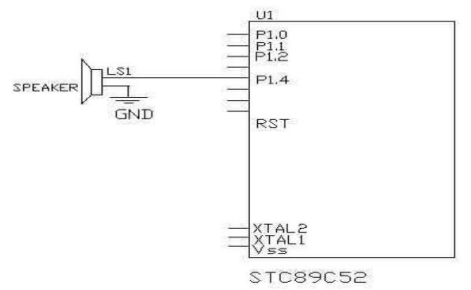 U1
P1.0
P1.1
P1.2
LS1
P1.4
SPEAKER
GND
RST
XTAL2
XTAL1
Vss
STC89C52